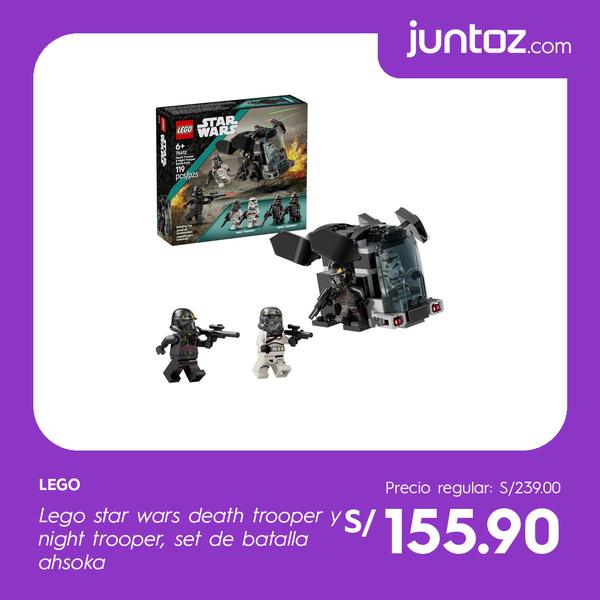 juntoz.com
LEGO
STAR
WARS
6+
75412
119
pcs/pzs
LEGO
Precio regular: S/239.00
Lego star wars death trooper y
night trooper, set de batalla
ahsoka
S/ 155.90